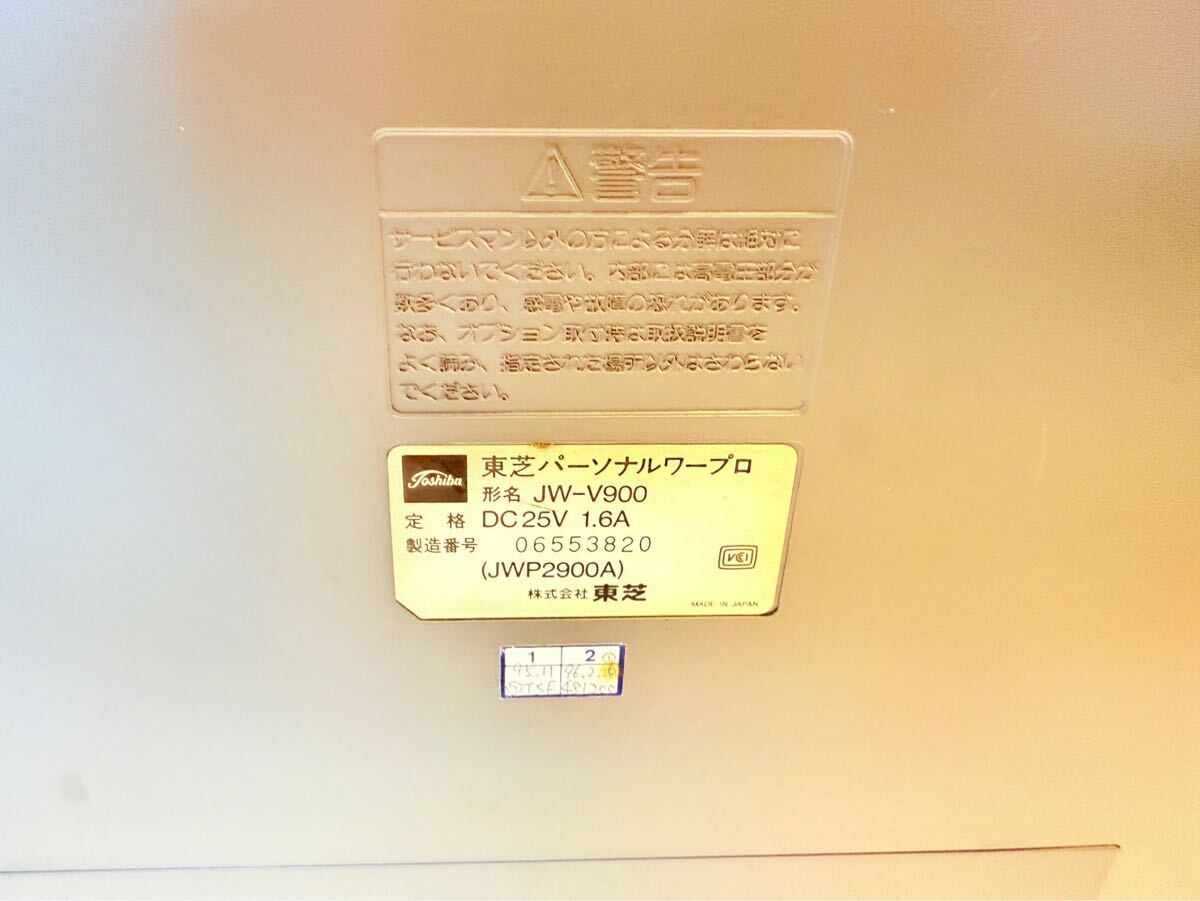 警告
サービスマン以外の方による分解は絶対に
行わないでください。内部には高電圧部分が
数多くあり、感電や故障の恐れがあります。
なお、オプション取付時は取扱説明書を
よく読み、指定された場所以外はさわらない
でください。
Toshiba
東芝パーソナルワープロ
形名 JW-V900
定格 DC25V 1.6A
製造番号 06553820
(JWP2900A)
VCCI
株式会社 東芝
MADE IN JAPAN
1 2
95.11